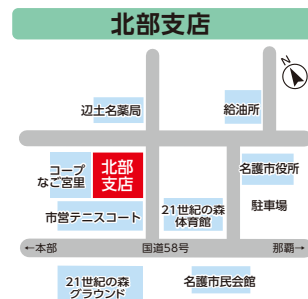 北部支店
N
辺土名薬局
給油所
コープ
なご宮里
北部
支店
名護市役所
市営テニスコート
21世紀の森
体育館
駐車場
←本部
国道58号
那覇→
21世紀の森
グラウンド
名護市民会館